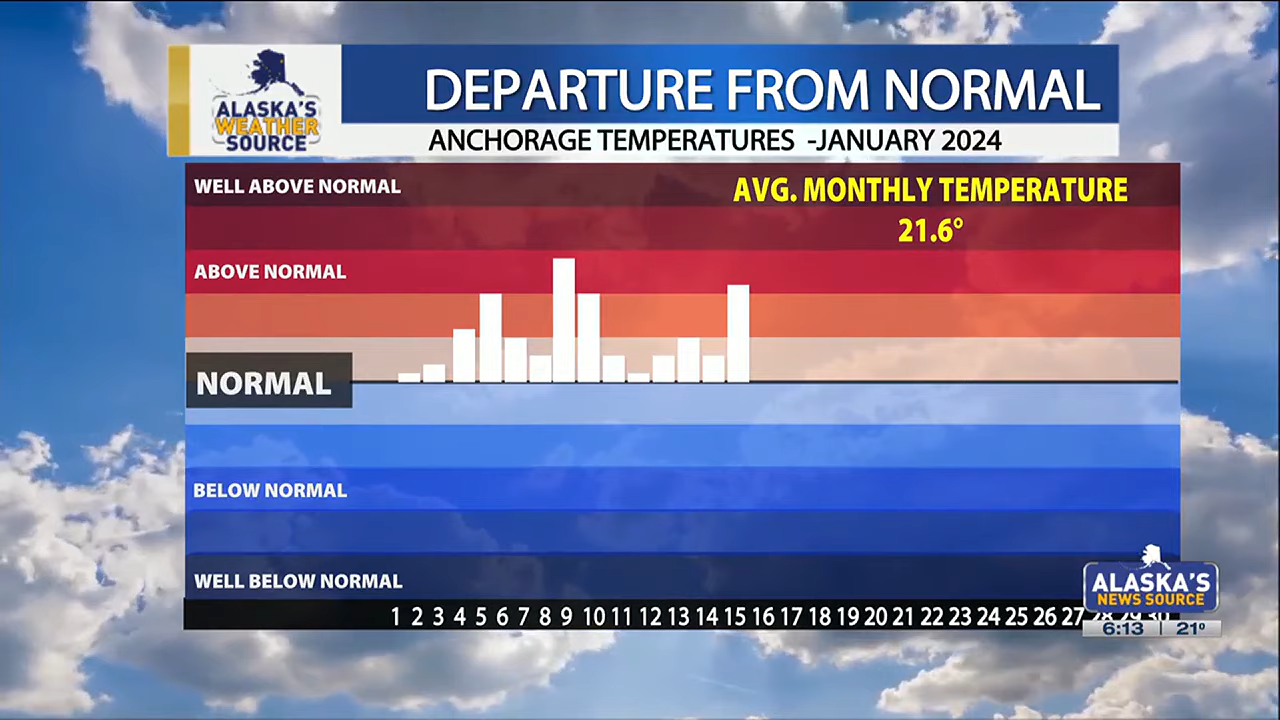 ALASKA'S
WEATHER
SOURCE
DEPARTURE FROM NORMAL
ANCHORAGE TEMPERATURES -JANUARY 2024
WELL ABOVE NORMAL
AVG. MONTHLY TEMPERATURE
21.6°
ABOVE NORMAL
NORMAL
BELOW NORMAL
WELL BELOW NORMAL
1 2 3 4 5 6 7 8 9 10 11 12 13 14 15 16 17 18 19 20 21 22 23 24 25 26 27 28 29 30
ALASKA'S
NEWS SOURCE
6:13 | 21°